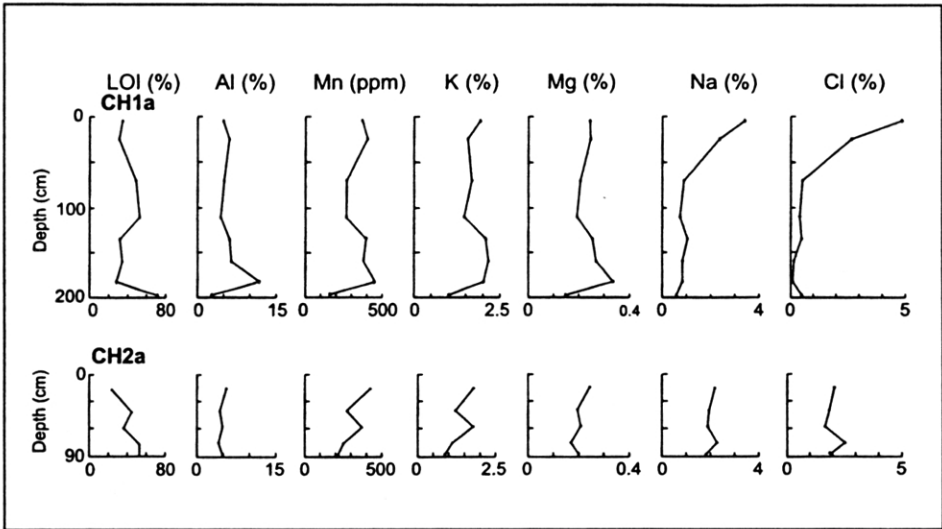 LOI (%) Al (%) Mn (ppm) K (%) Mg (%) Na (%) Cl (%)
CH1a
0
100
200
Depth (cm)
0 80 0 15 0 500 0 2.5 0 0.4 0 4 0 5
CH2a
0
90
Depth (cm)
0 80 0 15 0 500 0 2.5 0 0.4 0 4 0 5